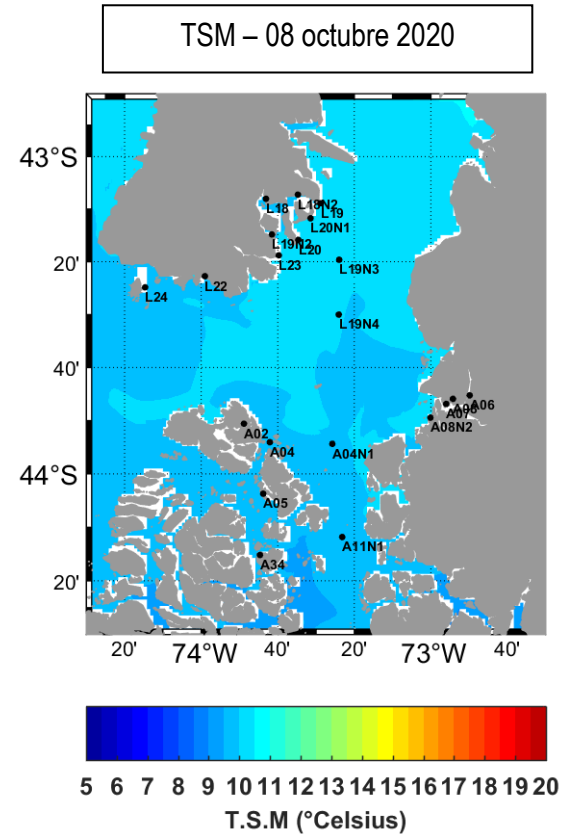 TSM – 08 octubre 2020
43°S
L18 L18N2
L19
L20N1
L19N2 L20
20' L23 L19N3
L22
L24
L19N4
40'
A06
A07
A08N2
A02
A04 A04N1
44°S
A05
A11N1
A34
20'
20' 74°W 40' 20' 73°W 40'
5 6 7 8 9 10 11 12 13 14 15 16 17 18 19 20
T.S.M (°Celsius)